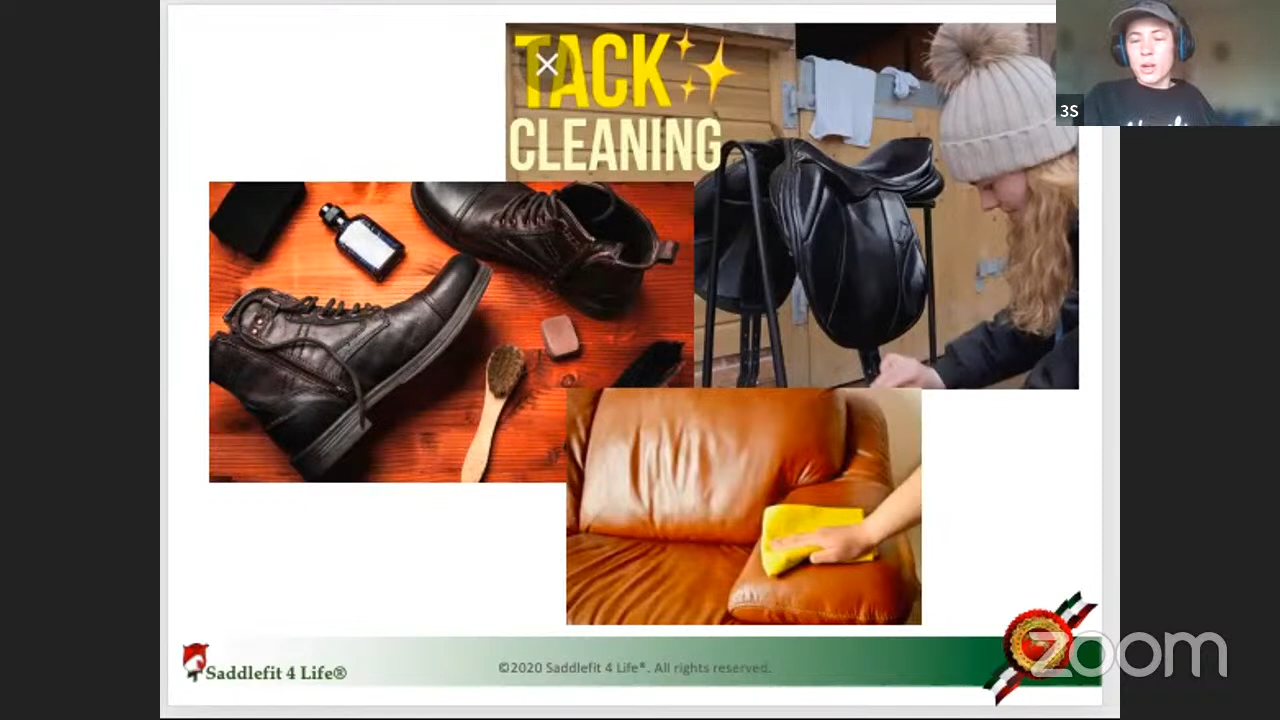 TACK
CLEANING
3S
Saddlefit 4 Life®
©2020 Saddlefit 4 Life®. All rights reserved.
zoom